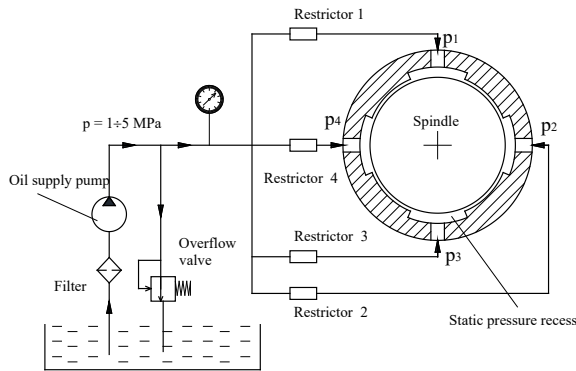 Restrictor 1
p1
p = 1÷5 MPa
p4
p2
Spindle
Oil supply pump
Restrictor 4
Overflow
valve
Restrictor 3
p3
Filter
Restrictor 2
Static pressure recess